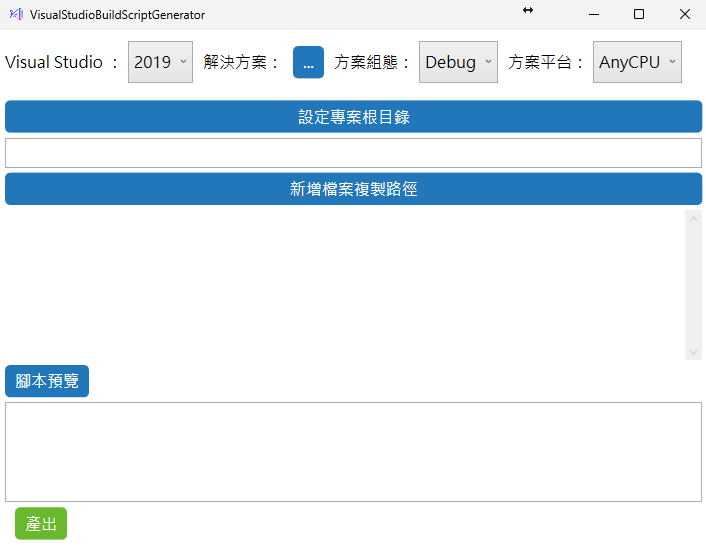 VisualStudioBuildScriptGenerator
Visual Studio ： 2019 解決方案： ... 方案組態： Debug 方案平台： AnyCPU
設定專案根目錄
新增檔案複製路徑
腳本預覽
產出